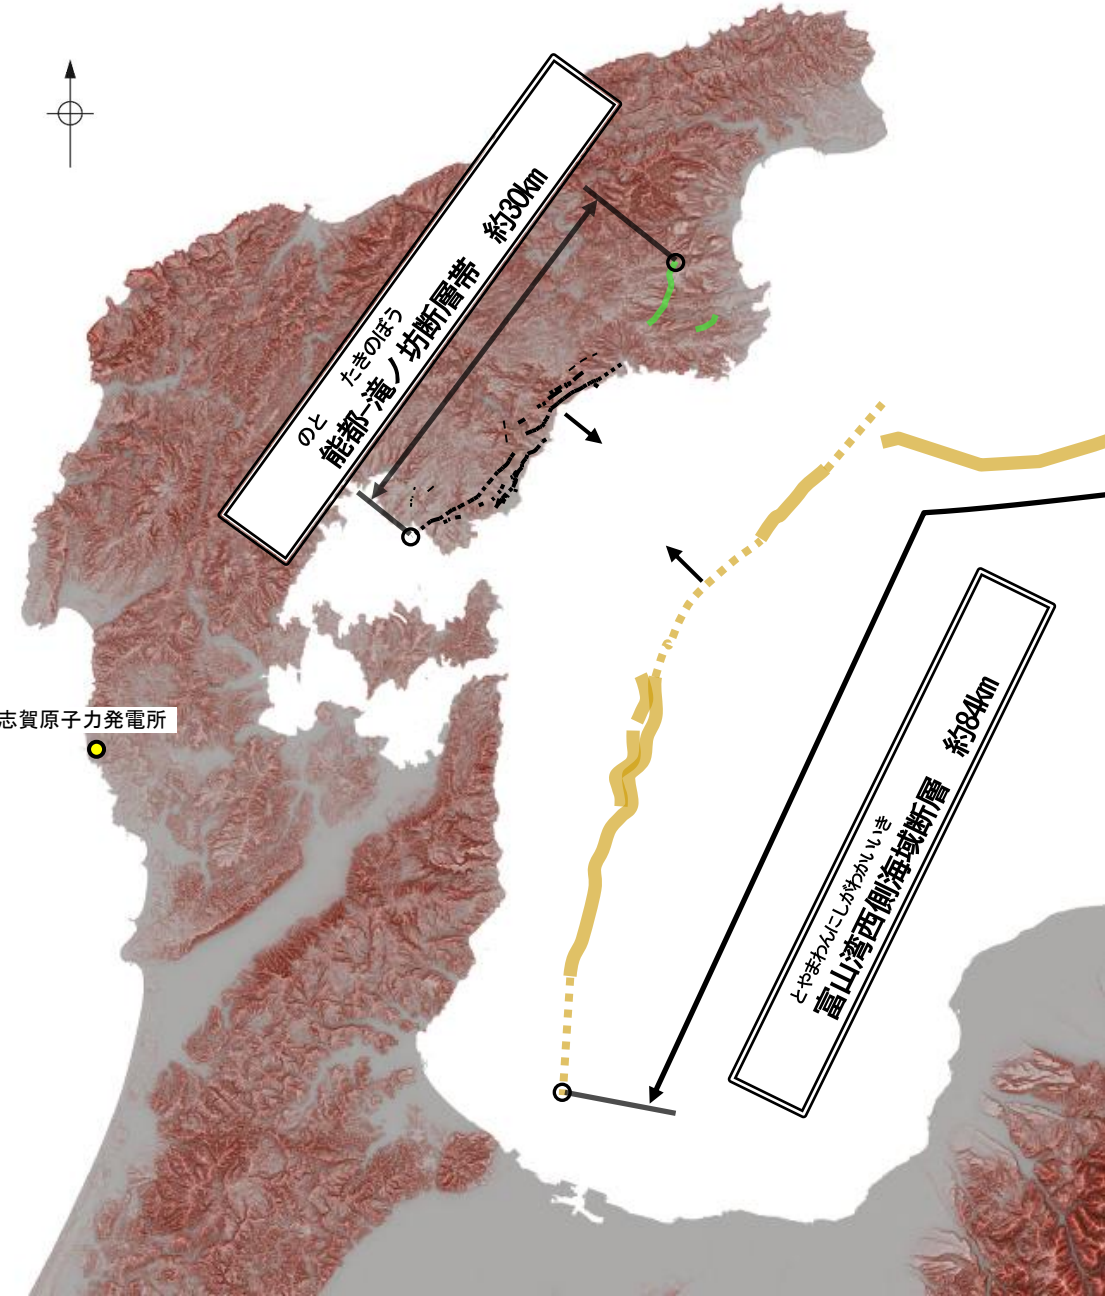 のと　　たきのぼう
能都−滝ノ坊断層帯　約30km
志賀原子力発電所
とやまわんにしがわかいいき
富山湾西側海域断層　約84km